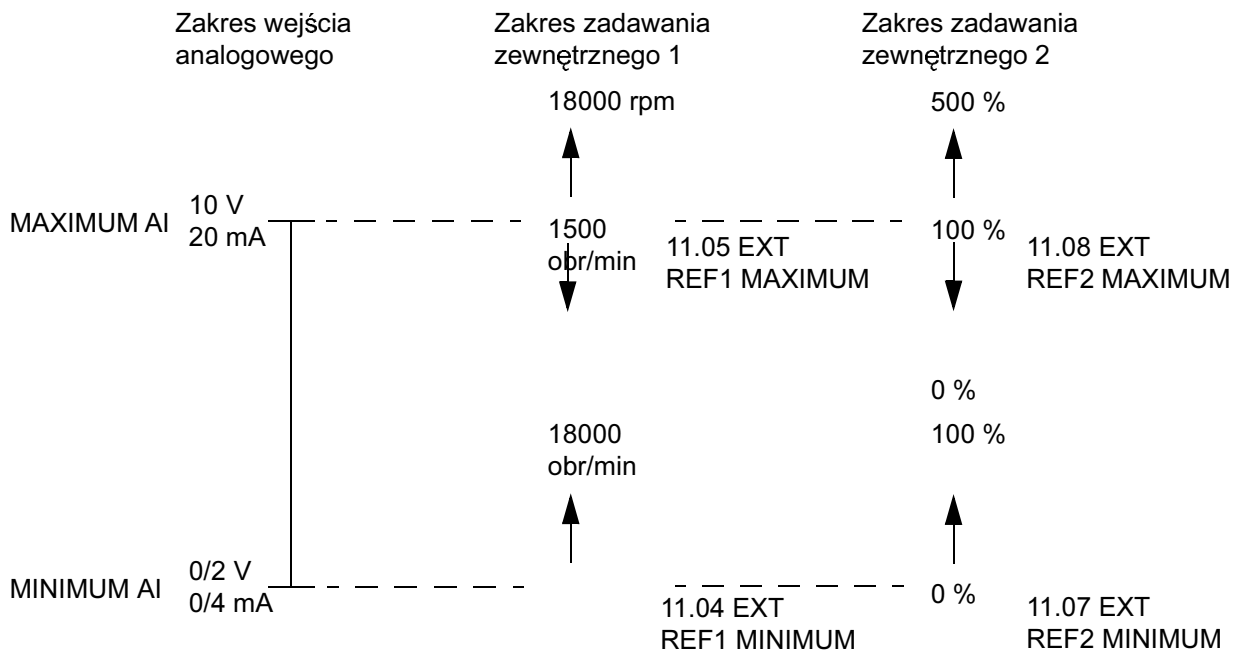 Zakres wejścia
analogowego
Zakres zadawania
zewnętrznego 1
Zakres zadawania
zewnętrznego 2
18000 rpm
500 %
MAXIMUM AI
10 V
20 mA
1500
obr/min
11.05 EXT
REF1 MAXIMUM
100 %
11.08 EXT
REF2 MAXIMUM
0 %
18000
obr/min
100 %
MINIMUM AI
0/2 V
0/4 mA
11.04 EXT
REF1 MINIMUM
0 %
11.07 EXT
REF2 MINIMUM